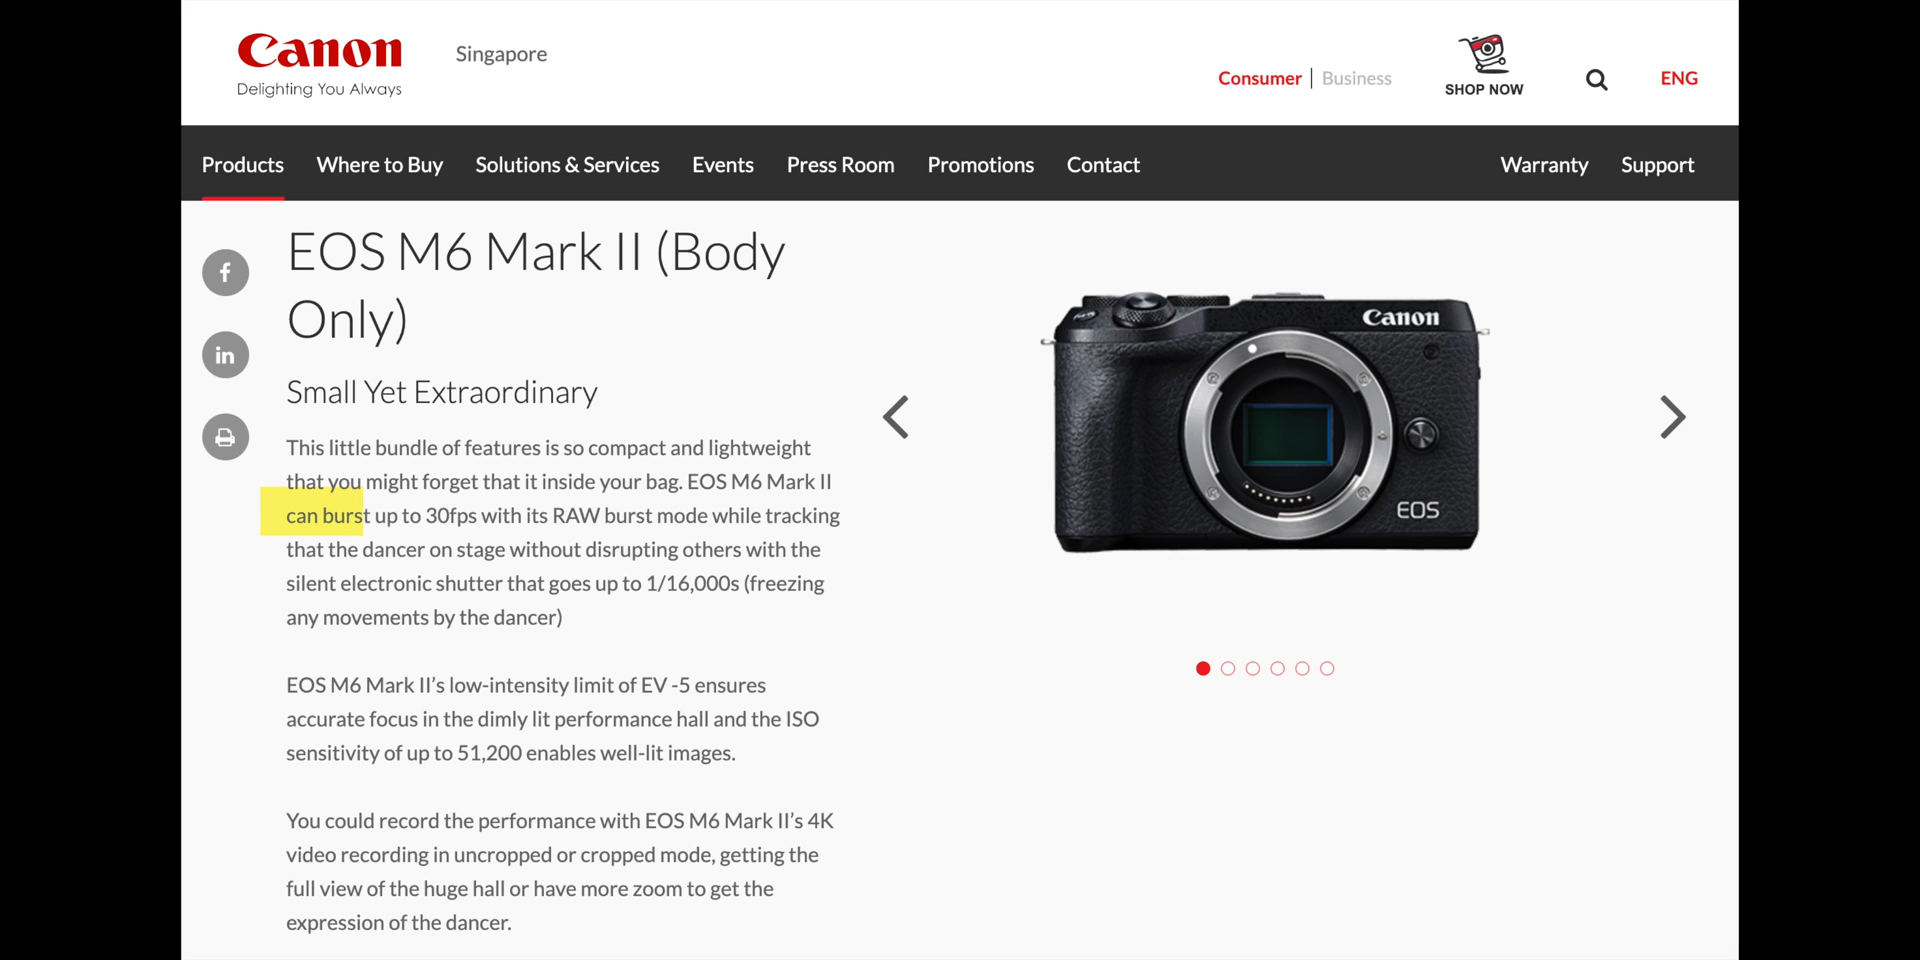 Canon
Delighting You Always
Singapore
Consumer | Business
SHOP NOW
ENG
Products Where to Buy Solutions & Services Events Press Room Promotions Contact Warranty Support
EOS M6 Mark II (Body
Only)
Small Yet Extraordinary
This little bundle of features is so compact and lightweight
that you might forget that it inside your bag. EOS M6 Mark II
can burst up to 30fps with its RAW burst mode while tracking
that the dancer on stage without disrupting others with the
silent electronic shutter that goes up to 1/16,000s (freezing
any movements by the dancer)
EOS M6 Mark II’s low-intensity limit of EV -5 ensures
accurate focus in the dimly lit performance hall and the ISO
sensitivity of up to 51,200 enables well-lit images.
You could record the performance with EOS M6 Mark II’s 4K
video recording in uncropped or cropped mode, getting the
full view of the huge hall or have more zoom to get the
expression of the dancer.
Canon
EOS